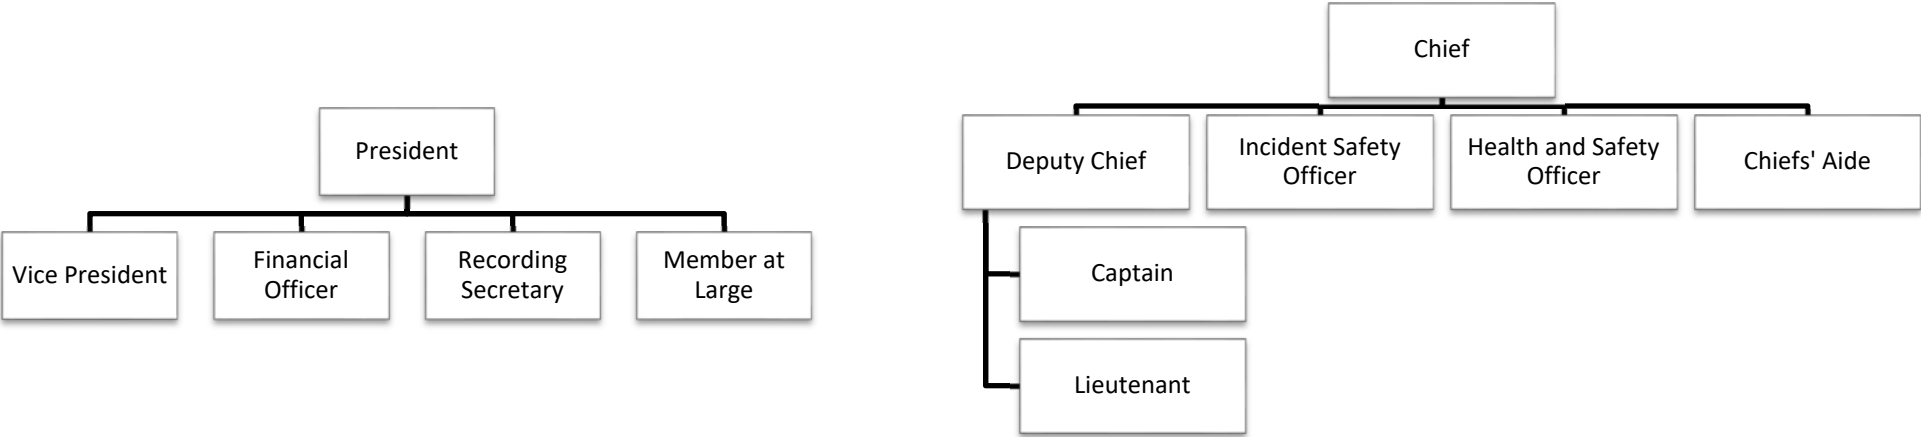 President
Vice President
Financial
Officer
Recording
Secretary
Member at
Large
Chief
Deputy Chief
Incident Safety
Officer
Health and Safety
Officer
Chiefs' Aide
Captain
Lieutenant